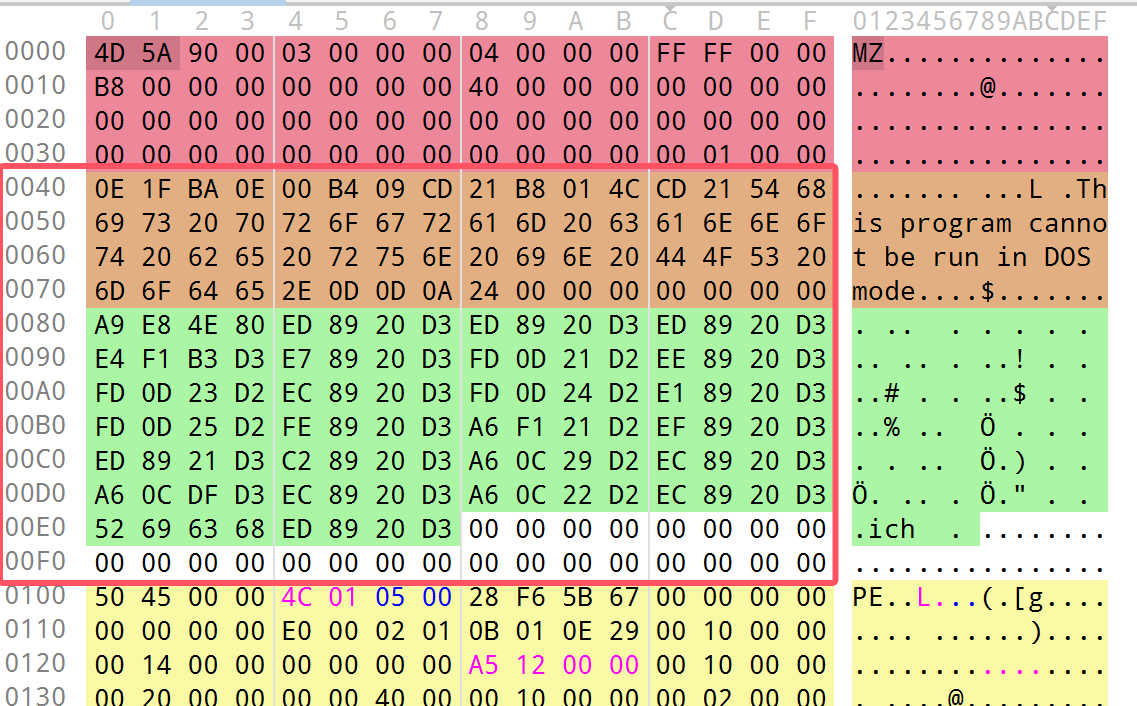 0 1 2 3 4 5 6 7 8 9 A B C D E F 0123456789ABCDEF
0000 4D 5A 90 00 03 00 00 00 04 00 00 00 FF FF 00 00 MZ..............
0010 B8 00 00 00 00 00 00 00 40 00 00 00 00 00 00 00 ........@.......
0020 00 00 00 00 00 00 00 00 00 00 00 00 00 00 00 00 ................
0030 00 00 00 00 00 00 00 00 00 00 00 00 00 01 00 00 ................
0040 0E 1F BA 0E 00 B4 09 CD 21 B8 01 4C CD 21 54 68 ....... ...L .Th
0050 69 73 20 70 72 6F 67 72 61 6D 20 63 61 6E 6E 6F is program canno
0060 74 20 62 65 20 72 75 6E 20 69 6E 20 44 4F 53 20 t be run in DOS
0070 6D 6F 64 65 2E 0D 0D 0A 24 00 00 00 00 00 00 00 mode....$.......
0080 A9 E8 4E 80 ED 89 20 D3 ED 89 20 D3 ED 89 20 D3 . .. . . . . .
0090 E4 F1 B3 D3 E7 89 20 D3 FD 0D 21 D2 EE 89 20 D3 .. .. . ..! . .
00A0 FD 0D 23 D2 EC 89 20 D3 FD 0D 24 D2 E1 89 20 D3 ..# . . ..$ . .
00B0 FD 0D 25 D2 FE 89 20 D3 A6 F1 21 D2 EF 89 20 D3 ..% .. Ö . . .
00C0 ED 89 21 D3 C2 89 20 D3 A6 0C 29 D2 EC 89 20 D3 . . .. Ö.) . .
00D0 A6 0C DF D3 EC 89 20 D3 A6 0C 22 D2 EC 89 20 D3 Ö. .. . Ö." . .
00E0 52 69 63 68 ED 89 20 D3 00 00 00 00 00 00 00 00 .ich . ........
00F0 00 00 00 00 00 00 00 00 00 00 00 00 00 00 00 00 ................
0100 50 45 00 00 4C 01 05 00 28 F6 5B 67 00 00 00 00 PE..L...(.[g....
0110 00 00 00 00 E0 00 02 01 0B 01 0E 29 00 10 00 00 .... .......)....
0120 00 14 00 00 00 00 00 00 A5 12 00 00 00 10 00 00 ........ .......
0130 00 20 00 00 00 00 40 00 00 10 00 00 00 02 00 00 . ....@.........